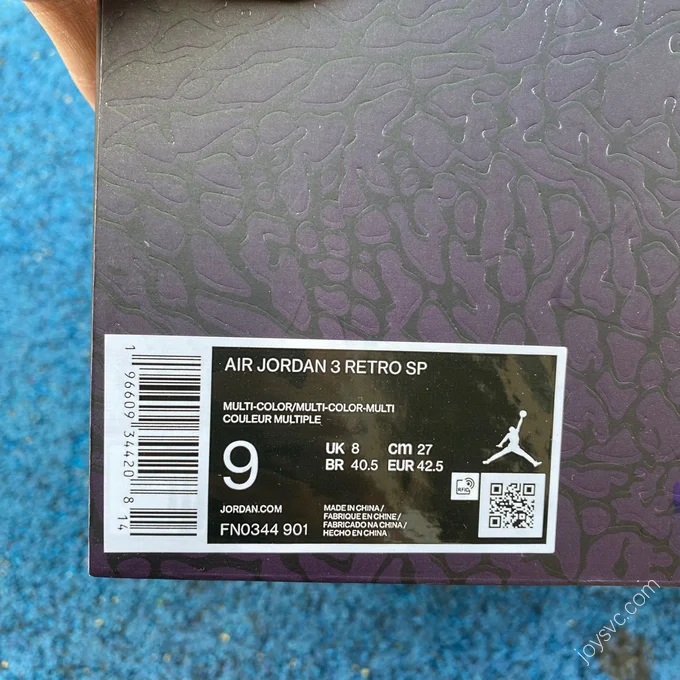 AIR JORDAN 3 RETRO SP
MULTI-COLOR/MULTI-COLOR-MULTI
COULEUR MULTIPLE
9
UK 8 cm 27
BR 40.5 EUR 42.5
JORDAN.COM
FN0344 901
MADE IN CHINA /
FABRIQUE EN CHINE /
FABRICADO NA CHINA /
HECHO EN CHINA
RFID
1 96609 34420 8 14
joysvc.com